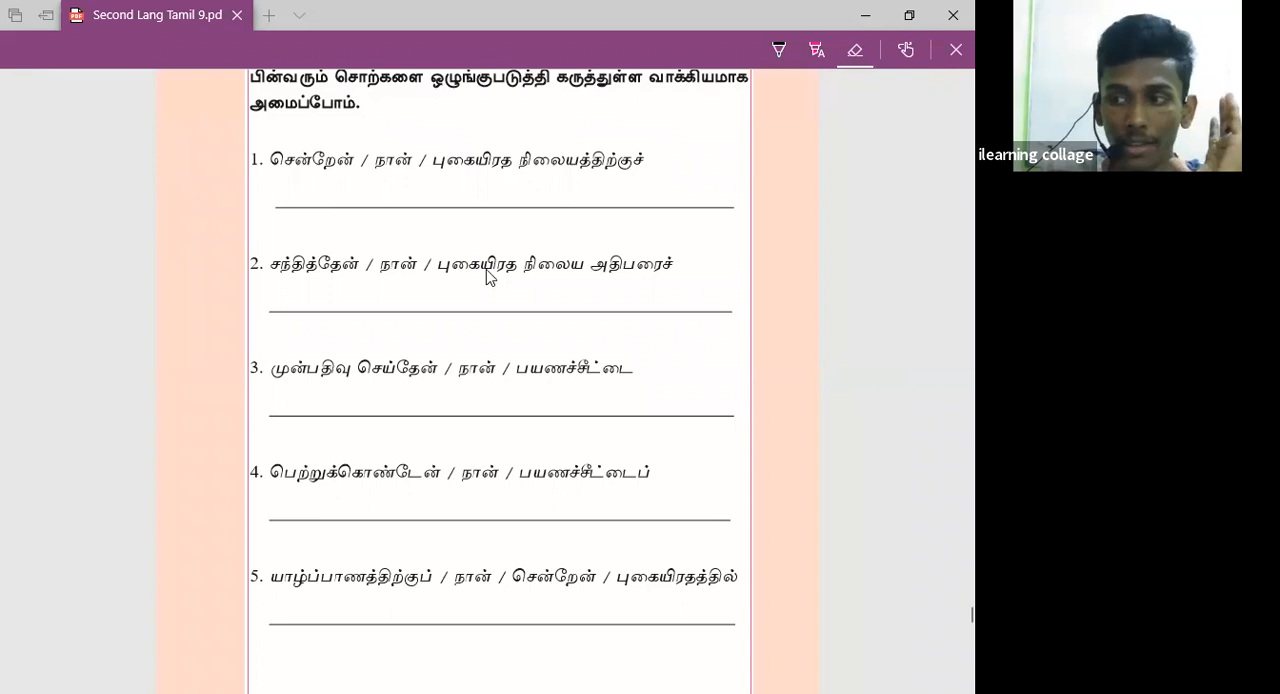 Second Lang Tamil 9.pd
பின்வரும் சொற்களை ஒழுங்குபடுத்தி கருத்துள்ள வாக்கியமாக
அமைப்போம்.
1. சென்றேன் / நான் / புகையிரத நிலையத்திற்குச்
2. சந்தித்தேன் / நான் / புகையிரத நிலைய அதிபரைச்
3. முன்பதிவு செய்தேன் / நான் / பயணச்சீட்டை
4. பெற்றுக்கொண்டேன் / நான் / பயணச்சீட்டைப்
5. யாழ்ப்பாணத்திற்குப் / நான் / சென்றேன் / புகையிரதத்தில்
ilearning collage